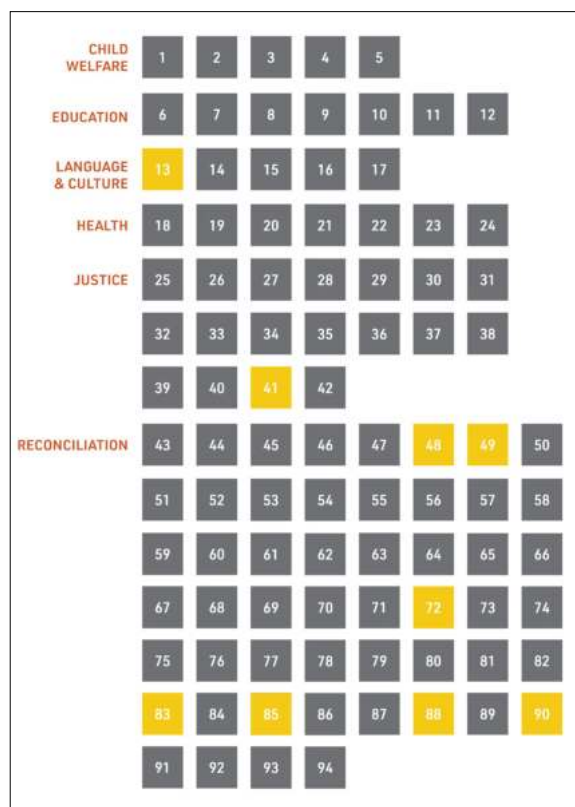 CHILD
WELFARE
1 2 3 4 5
EDUCATION
6 7 8 9 10 11 12
LANGUAGE
& CULTURE
13 14 15 16 17
HEALTH
18 19 20 21 22 23 24
JUSTICE
25 26 27 28 29 30 31
32 33 34 35 36 37 38
39 40 41 42
RECONCILIATION
43 44 45 46 47 48 49 50
51 52 53 54 55 56 57 58
59 60 61 62 63 64 65 66
67 68 69 70 71 72 73 74
75 76 77 78 79 80 81 82
83 84 85 86 87 88 89 90
91 92 93 94